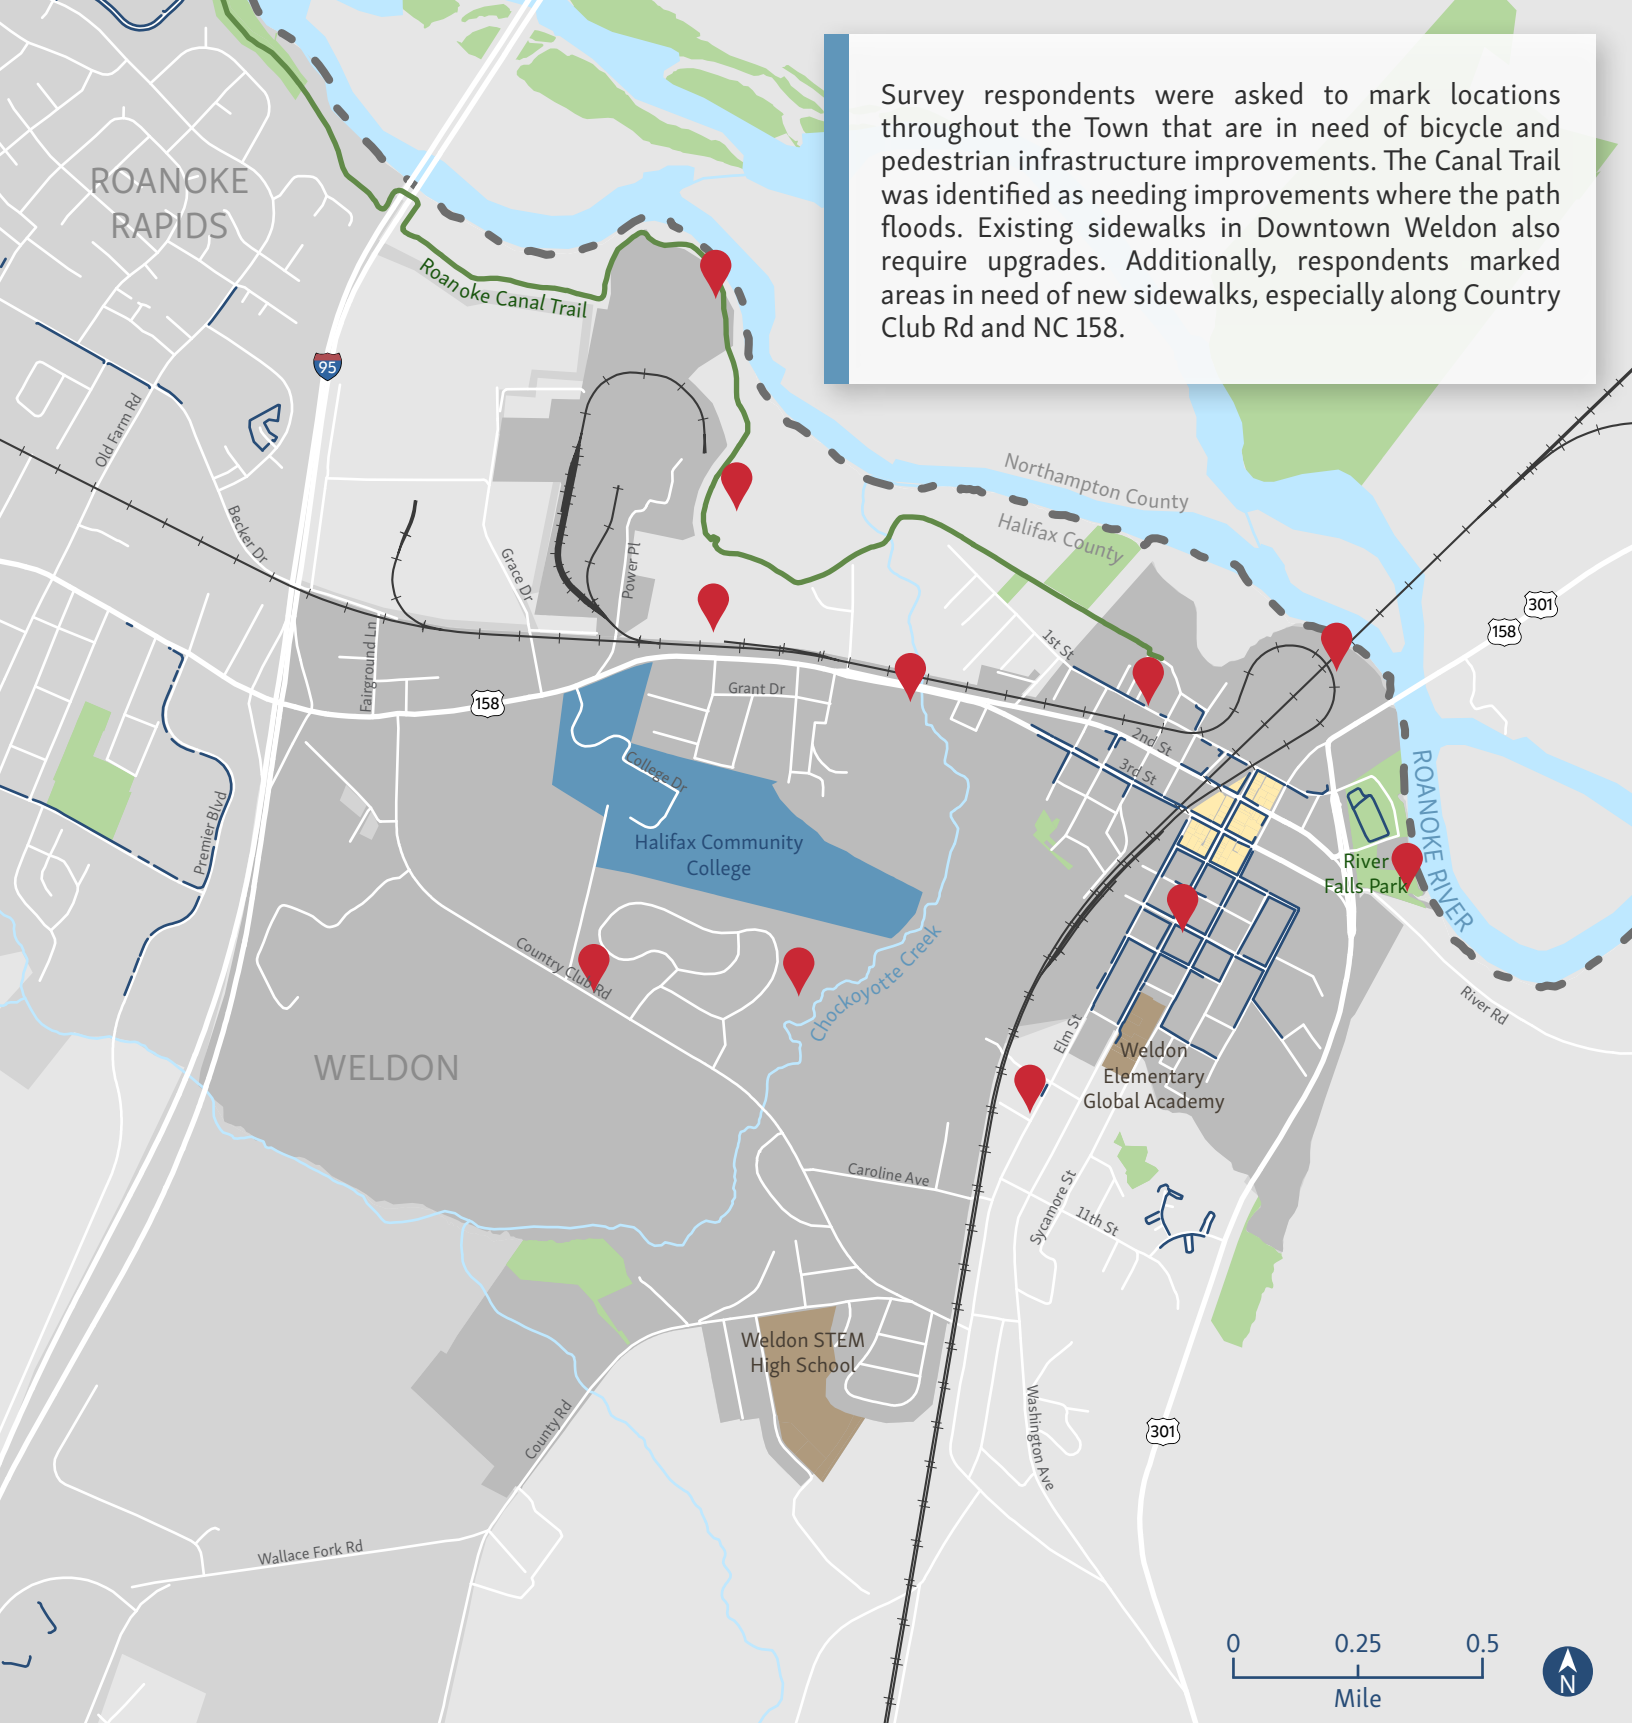 Survey respondents were asked to mark locations
throughout the Town that are in need of bicycle and
pedestrian infrastructure improvements. The Canal Trail
was identified as needing improvements where the path
floods. Existing sidewalks in Downtown Weldon also
require upgrades. Additionally, respondents marked
areas in need of new sidewalks, especially along Country
Club Rd and NC 158.
ROANOKE
RAPIDS
Roanoke Canal Trail
95
Old Farm Rd
Becker Dr
Grace Dr
Power Pl
Northampton County
Halifax County
301
158
1st St
Fairground Ln
158
Grant Dr
2nd St
3rd St
College Dr
Premier Blvd
Halifax Community
College
ROANOKE RIVER
River
Falls Park
Country Club Rd
Chockoyotte Creek
River Rd
Elm St
WELDON
Weldon
Elementary
Global Academy
Caroline Ave
Sycamore St
11th St
Weldon STEM
High School
County Rd
Washington Ave
301
Wallace Fork Rd
0 0.25 0.5
Mile
N